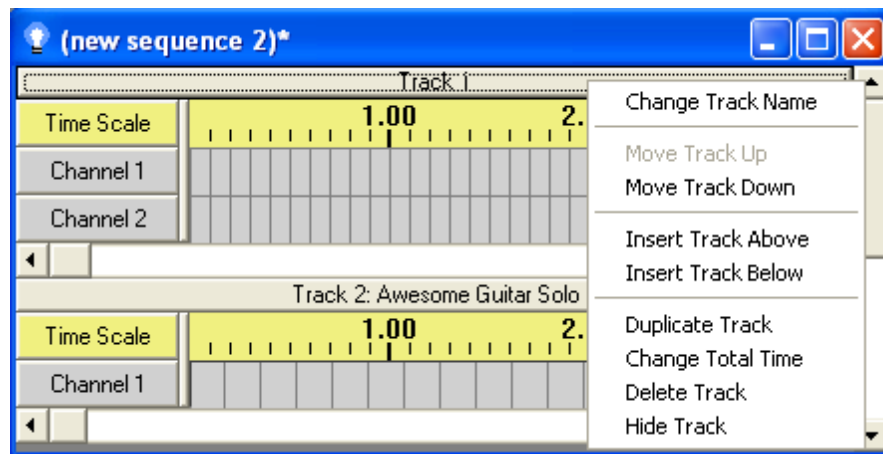 (new sequence 2)*
Track 1
Time Scale 1.00 2.
Channel 1
Channel 2
Track 2: Awesome Guitar Solo
Time Scale 1.00 2.
Channel 1
Change Track Name
Move Track Up
Move Track Down
Insert Track Above
Insert Track Below
Duplicate Track
Change Total Time
Delete Track
Hide Track